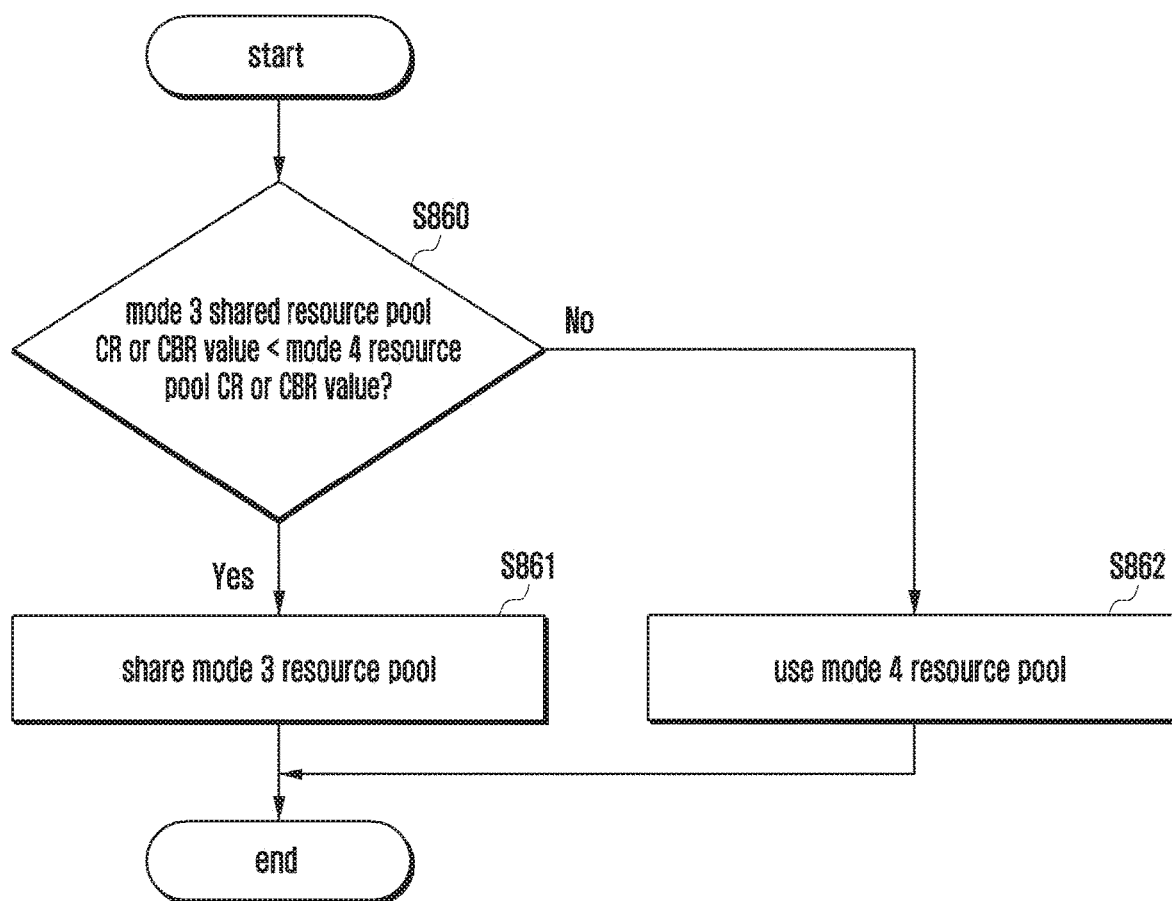 start
S860
mode 3 shared resource pool
CR or CBR value < mode 4 resource
pool CR or CBR value?
No
Yes
S861
S862
share mode 3 resource pool
use mode 4 resource pool
end